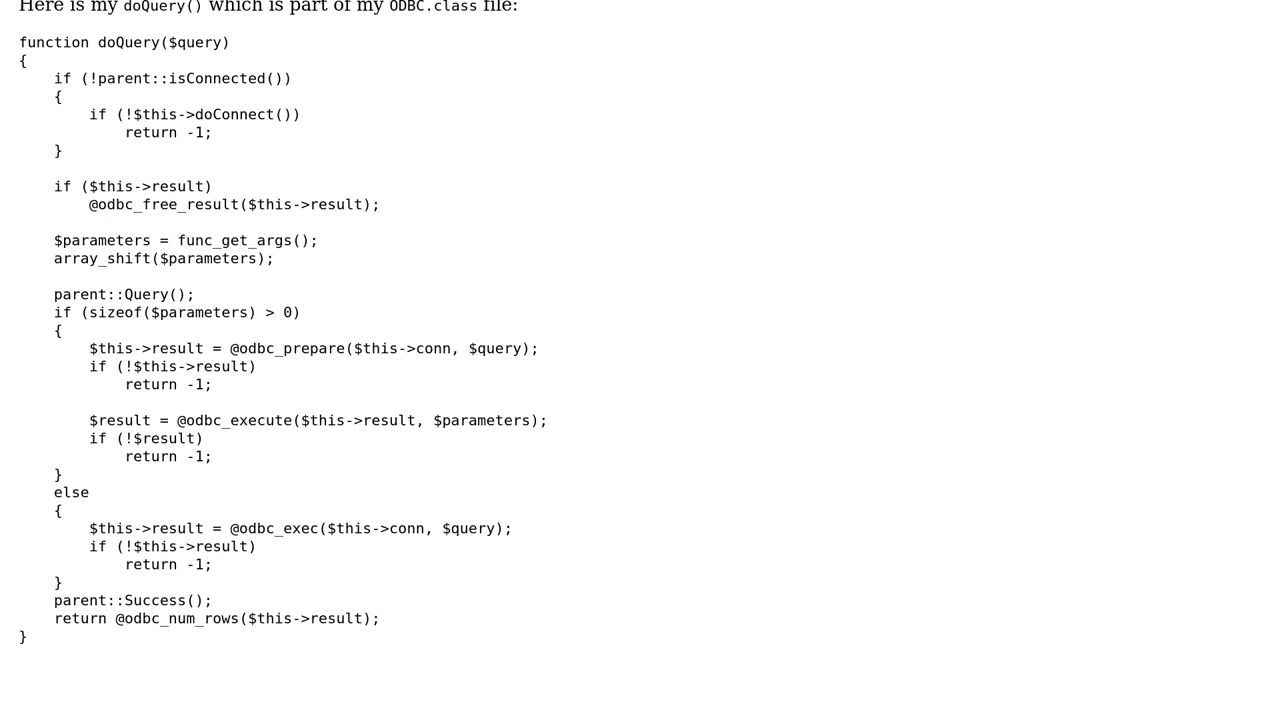 Here is my doQuery() which is part of my ODBC.class file:
function doQuery($query)
{
    if (!parent::isConnected())
    {
        if (!$this->doConnect())
            return -1;
    }
    if ($this->result)
        @odbc_free_result($this->result);
    $parameters = func_get_args();
    array_shift($parameters);
    parent::Query();
    if (sizeof($parameters) > 0)
    {
        $this->result = @odbc_prepare($this->conn, $query);
        if (!$this->result)
            return -1;
        $result = @odbc_execute($this->result, $parameters);
        if (!$result)
            return -1;
    }
    else
    {
        $this->result = @odbc_exec($this->conn, $query);
        if (!$this->result)
            return -1;
    }
    parent::Success();
    return @odbc_num_rows($this->result);
}